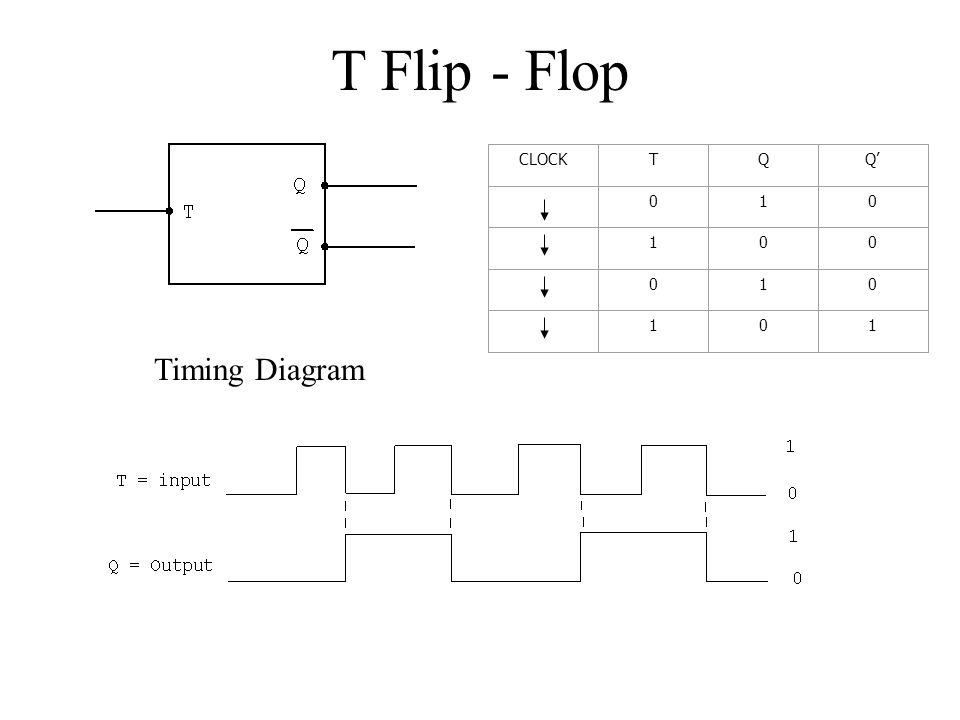 T Flip - Flop
Q
T
Q
CLOCK T Q Q’
0 1 0
1 0 0
0 1 0
1 0 1
Timing Diagram
1
T = input
0
1
Q = Output
0